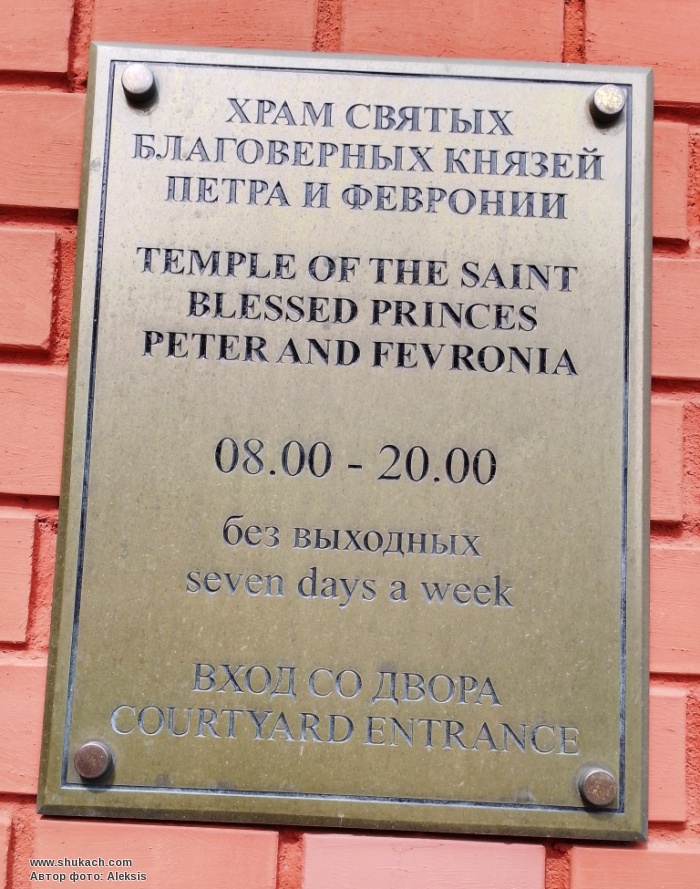 ХРАМ СВЯТЫХ
БЛАГОВЕРНЫХ КНЯЗЕЙ
ПЕТРА И ФЕВРОНИИ
TEMPLE OF THE SAINT
BLESSED PRINCES
PETER AND FEVRONIA
08.00 - 20.00
без выходных
seven days a week
ВХОД СО ДВОРА
COURTYARD ENTRANCE
www.shukach.com
Автор фото: Aleksis